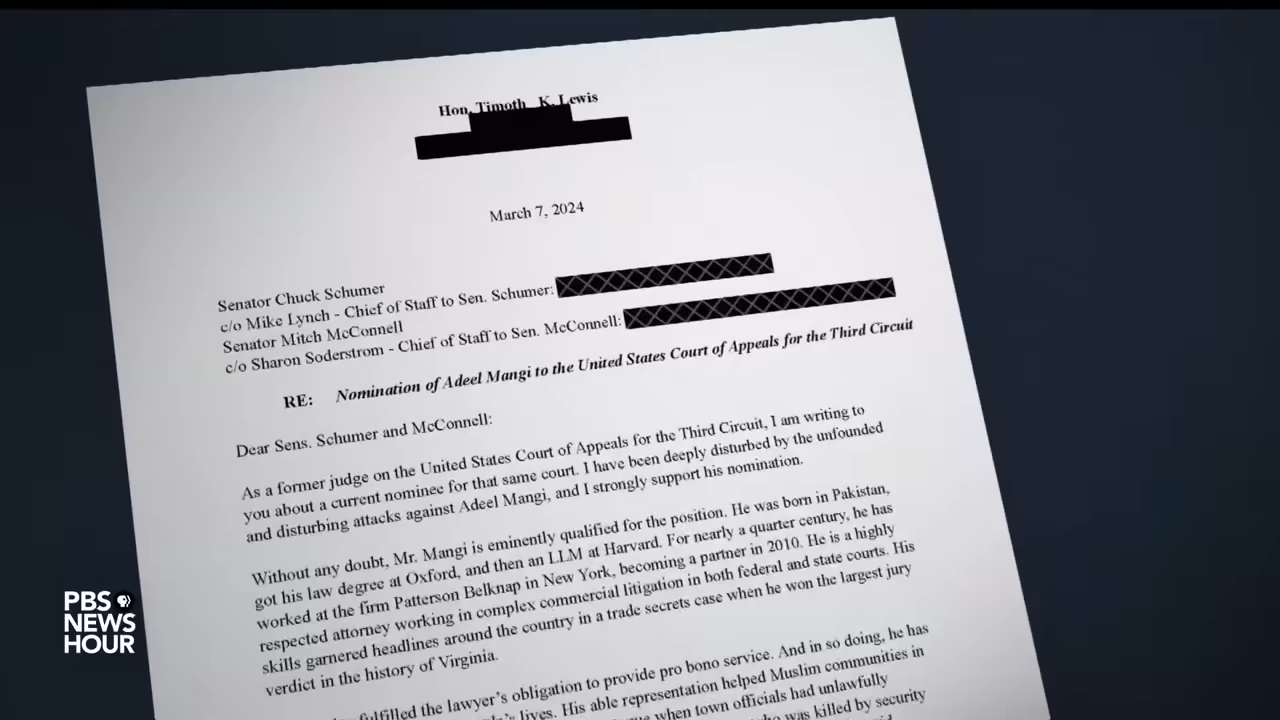 Hon. Timoth K. Lewis
March 7, 2024
Senator Chuck Schumer
c/o Mike Lynch - Chief of Staff to Sen. Schumer:
Senator Mitch McConnell
c/o Sharon Soderstrom - Chief of Staff to Sen. McConnell:
RE: Nomination of Adeel Mangi to the United States Court of Appeals for the Third Circuit
Dear Sens. Schumer and McConnell:
As a former judge on the United States Court of Appeals for the Third Circuit, I am writing to
you about a current nominee for that same court. I have been deeply disturbed by the unfounded
and disturbing attacks against Adeel Mangi, and I strongly support his nomination.
Without any doubt, Mr. Mangi is eminently qualified for the position. He was born in Pakistan,
got his law degree at Oxford, and then an LLM at Harvard. For nearly a quarter century, he has
worked at the firm Patterson Belknap in New York, becoming a partner in 2010. He is a highly
respected attorney working in complex commercial litigation in both federal and state courts. His
skills garnered headlines around the country in a trade secrets case when he won the largest jury
verdict in the history of Virginia.
fulfilled the lawyer's obligation to provide pro bono service. And in so doing, he has
lives. His able representation helped Muslim communities in
when town officials had unlawfully
who was killed by security
PBS
NEWS
HOUR